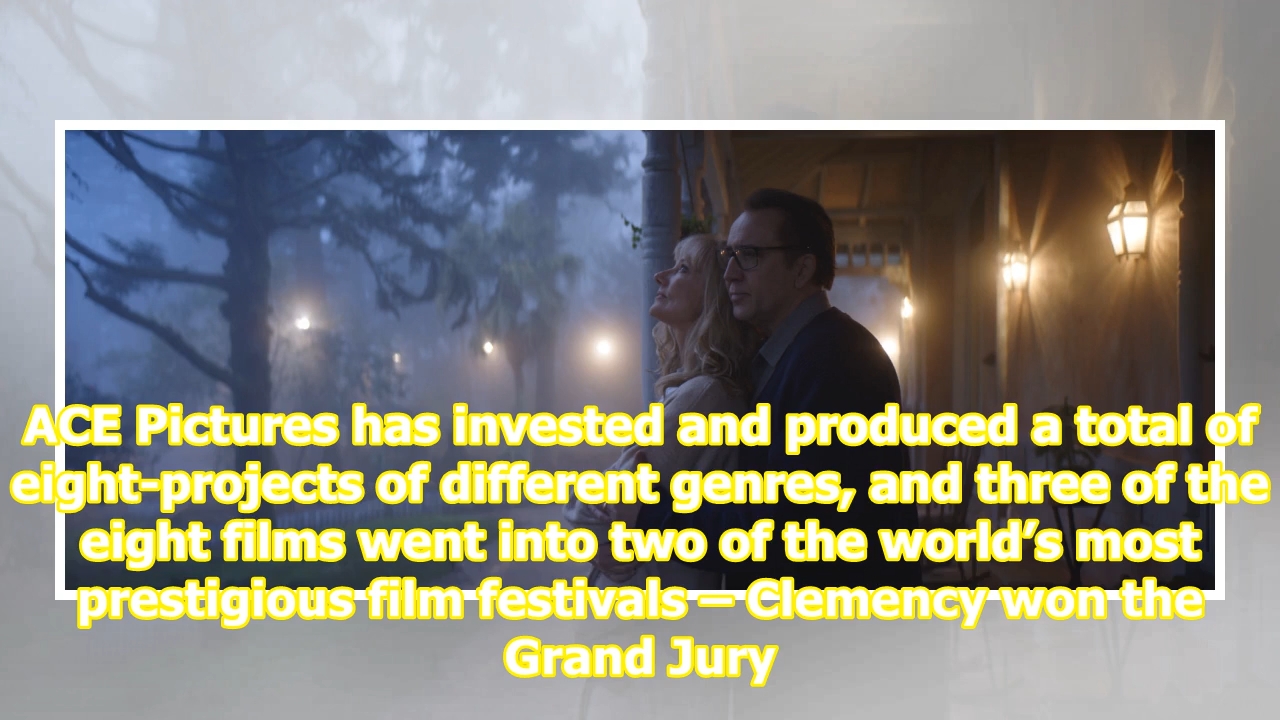 ACE Pictures has invested and produced a total of
eight-projects of different genres, and three of the
eight films went into two of the world’s most
prestigious film festivals – Clemency won the
Grand Jury